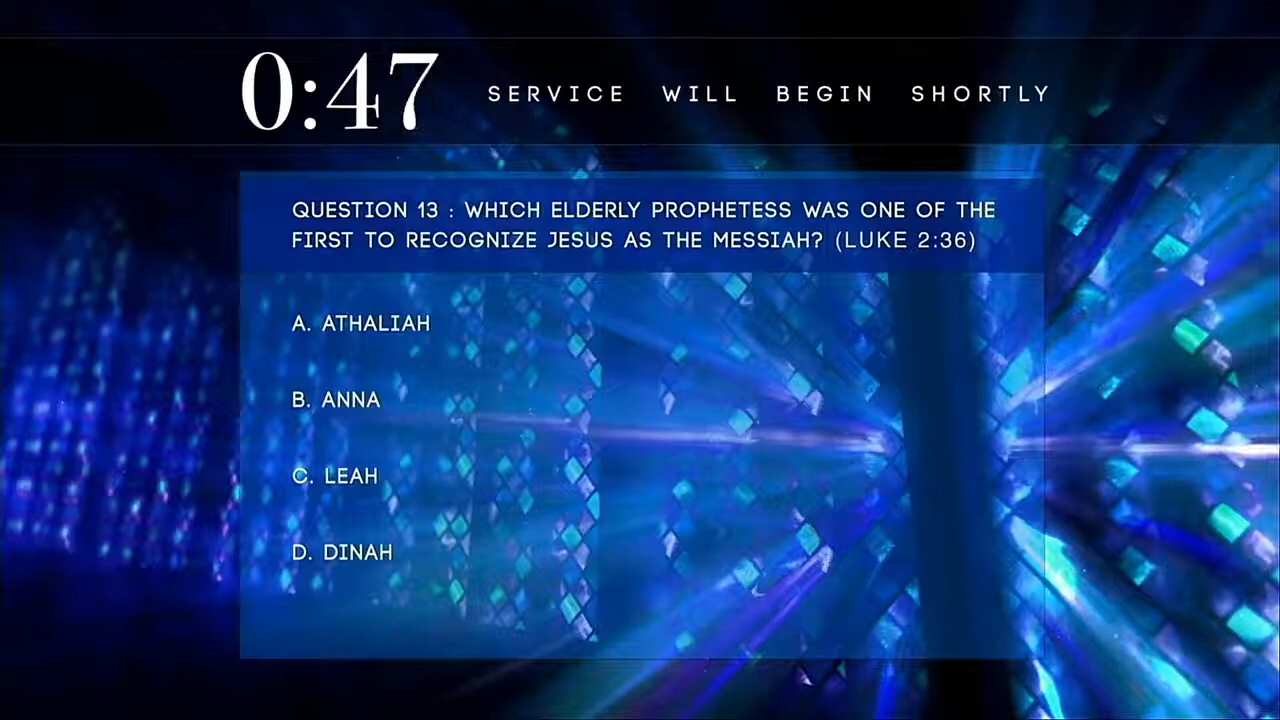 0:47 SERVICE WILL BEGIN SHORTLY
QUESTION 13 : WHICH ELDERLY PROPHETESS WAS ONE OF THE
FIRST TO RECOGNIZE JESUS AS THE MESSIAH? (LUKE 2:36)
A. ATHALIAH
B. ANNA
C. LEAH
D. DINAH